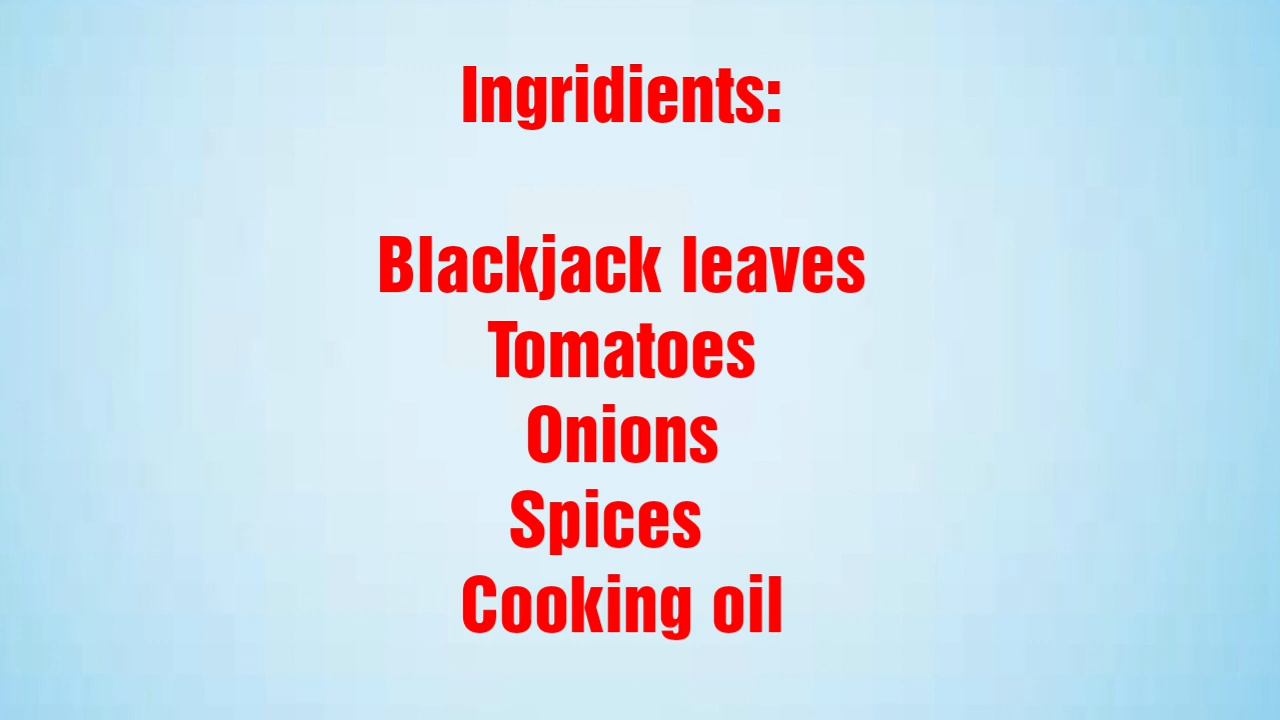 Ingridients:
Blackjack leaves
Tomatoes
Onions
Spices
Cooking oil